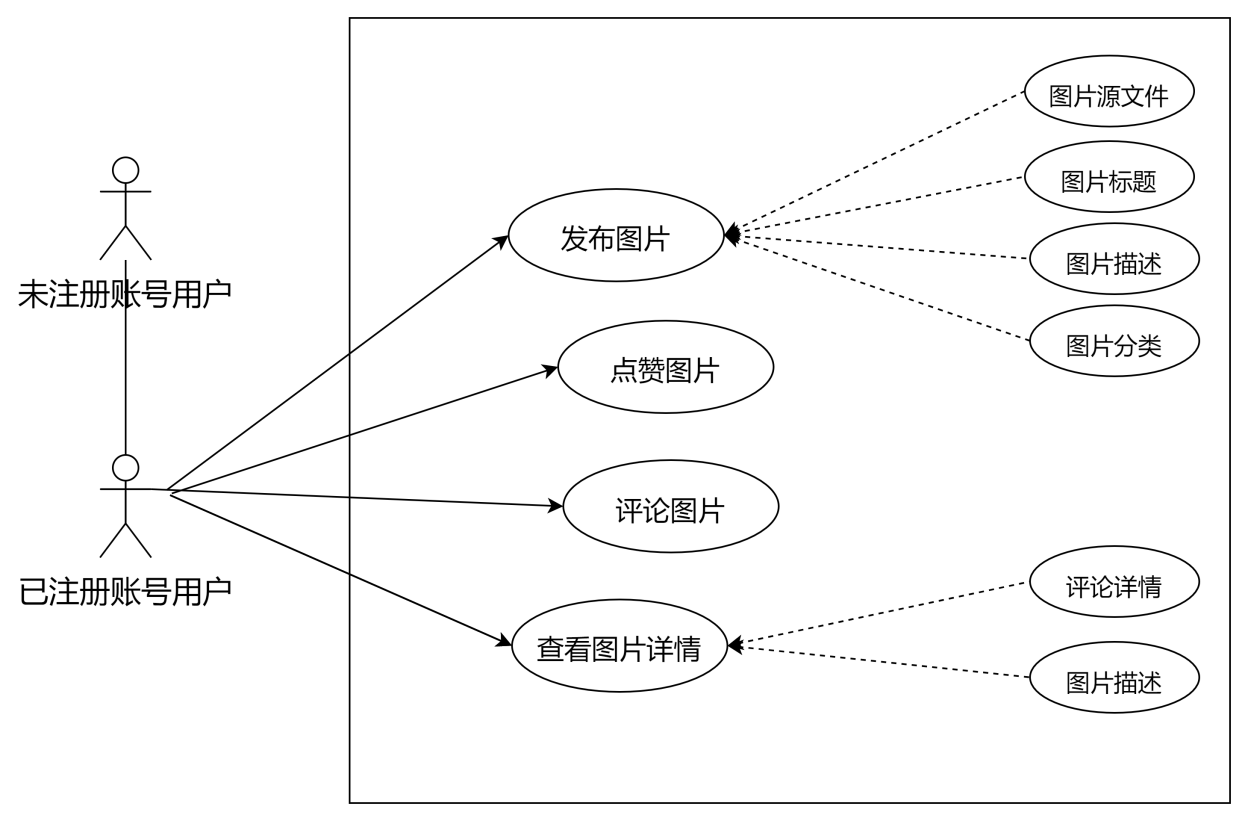 图片源文件
图片标题
发布图片
图片描述
未注册账号用户
图片分类
点赞图片
评论图片
评论详情
已注册账号用户
查看图片详情
图片描述